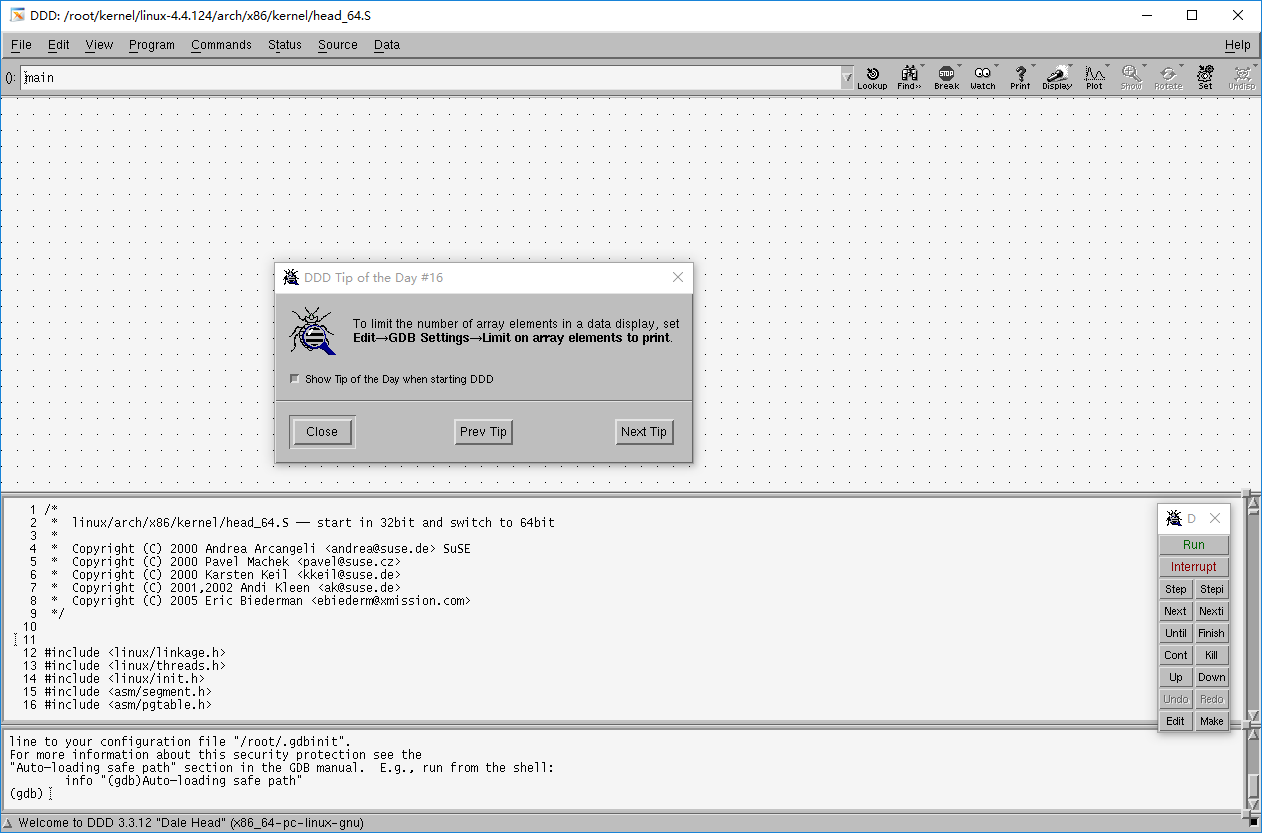 DDD: /root/kernel/linux-4.4.124/arch/x86/kernel/head_64.S
File Edit View Program Commands Status Source Data Help
(): main
Lookup Find» Break Watch Print Display Plot Show Rotate Set Undisp
STOP
DDD Tip of the Day #16
To limit the number of array elements in a data display, set
Edit→GDB Settings→Limit on array elements to print.
Show Tip of the Day when starting DDD
Close Prev Tip Next Tip
1 /*
2 * linux/arch/x86/kernel/head_64.S -- start in 32bit and switch to 64bit
3 *
4 * Copyright (C) 2000 Andrea Arcangeli <andrea@suse.de> SuSE
5 * Copyright (C) 2000 Pavel Machek <pavel@suse.cz>
6 * Copyright (C) 2000 Karsten Keil <kkeil@suse.de>
7 * Copyright (C) 2001,2002 Andi Kleen <ak@suse.de>
8 * Copyright (C) 2005 Eric Biederman <ebiederm@xmission.com>
9 */
10
11
12 #include <linux/linkage.h>
13 #include <linux/threads.h>
14 #include <linux/init.h>
15 #include <asm/segment.h>
16 #include <asm/pgtable.h>
D
Run
Interrupt
Step Stepi
Next Nexti
Until Finish
Cont Kill
Up Down
Undo Redo
Edit Make
line to your configuration file "/root/.gdbinit".
For more information about this security protection see the
"Auto-loading safe path" section in the GDB manual.  E.g., run from the shell:
info "(gdb)Auto-loading safe path"
(gdb)
Welcome to DDD 3.3.12 "Dale Head" (x86_64-pc-linux-gnu)